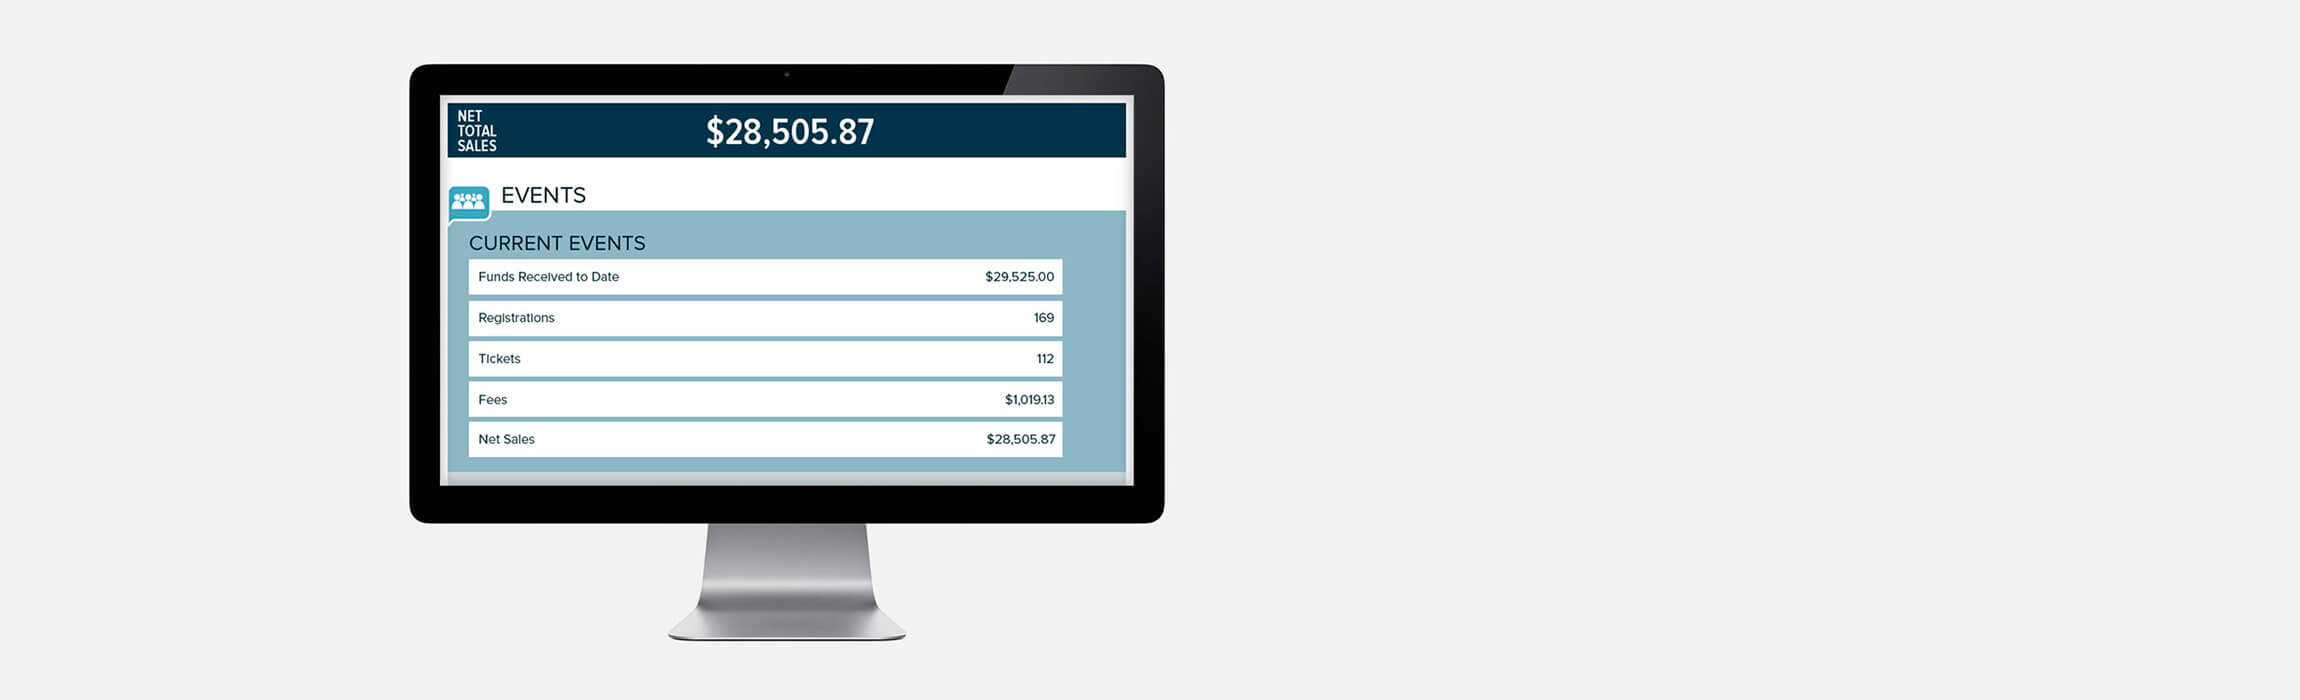 NET
TOTAL
SALES
$28,505.87
EVENTS
CURRENT EVENTS
Funds Received to Date $29,525.00
Registrations 169
Tickets 112
Fees $1,019.13
Net Sales $28,505.87